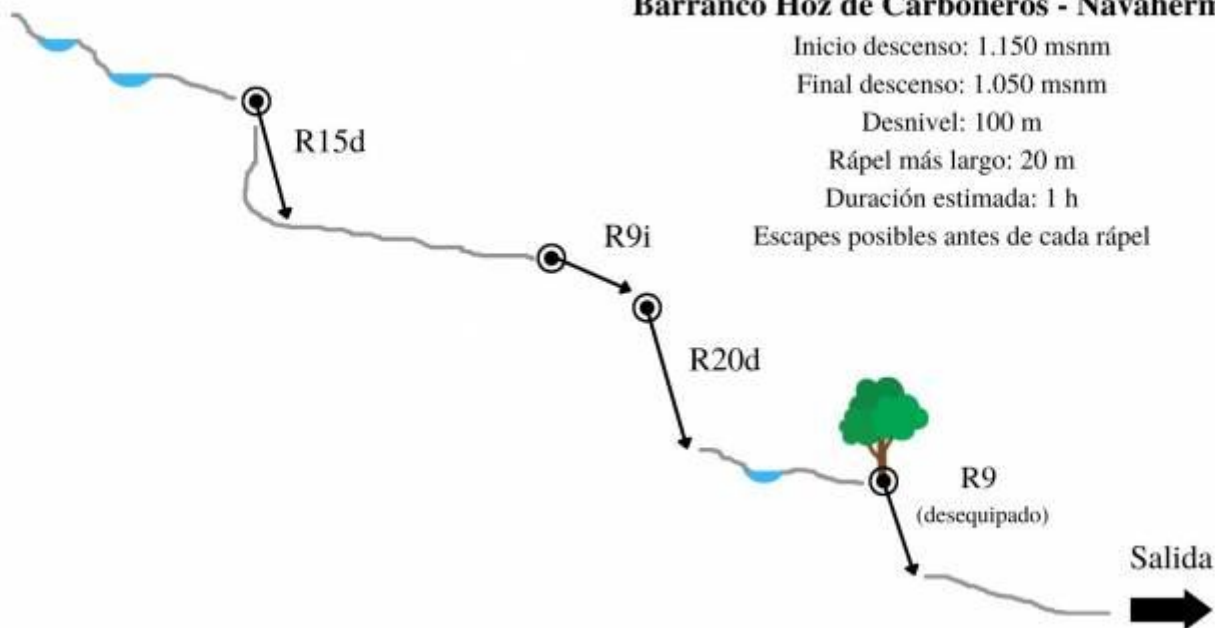 Barranco Hoz de Carboneros - Navaherm
Inicio descenso: 1.150 msnm
Final descenso: 1.050 msnm
Desnivel: 100 m
Rápel más largo: 20 m
Duración estimada: 1 h
Escapes posibles antes de cada rápel
R15d
R9i
R20d
R9
(desequipado)
Salida